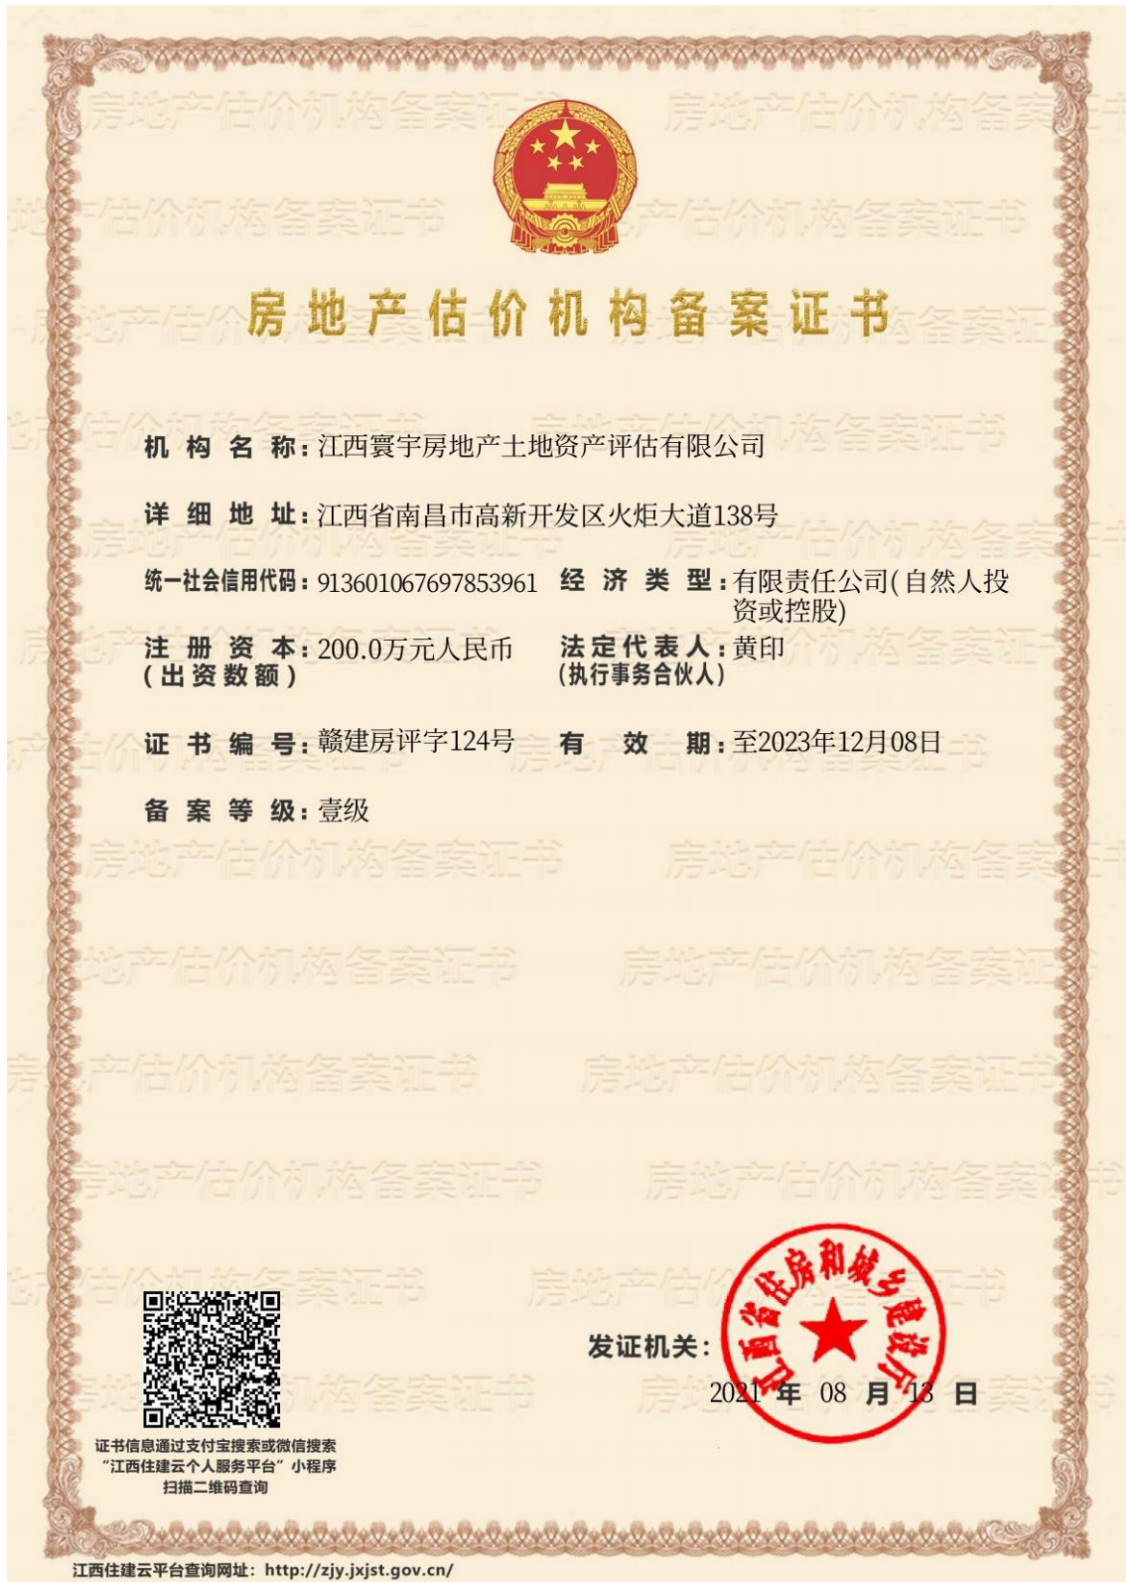 房地产估价机构备案证书
机构名称：江西寰宇房地产土地资产评估有限公司
详细地址：江西省南昌市高新开发区火炬大道138号
统一社会信用代码：913601067697853961 经济类型：有限责任公司(自然人投
资或控股)
注册资本：200.0万元人民币 法定代表人：黄印
(出资数额) (执行事务合伙人)
证书编号：赣建房评字124号 有效期：至2023年12月08日
备案等级：壹级
江西省住房和城乡建设厅
发证机关：
2021 年 08 月 13 日
证书信息通过支付宝搜索或微信搜索
“江西住建云个人服务平台”小程序
扫描二维码查询
江西住建云平台查询网址：http://zjy.jxjst.gov.cn/